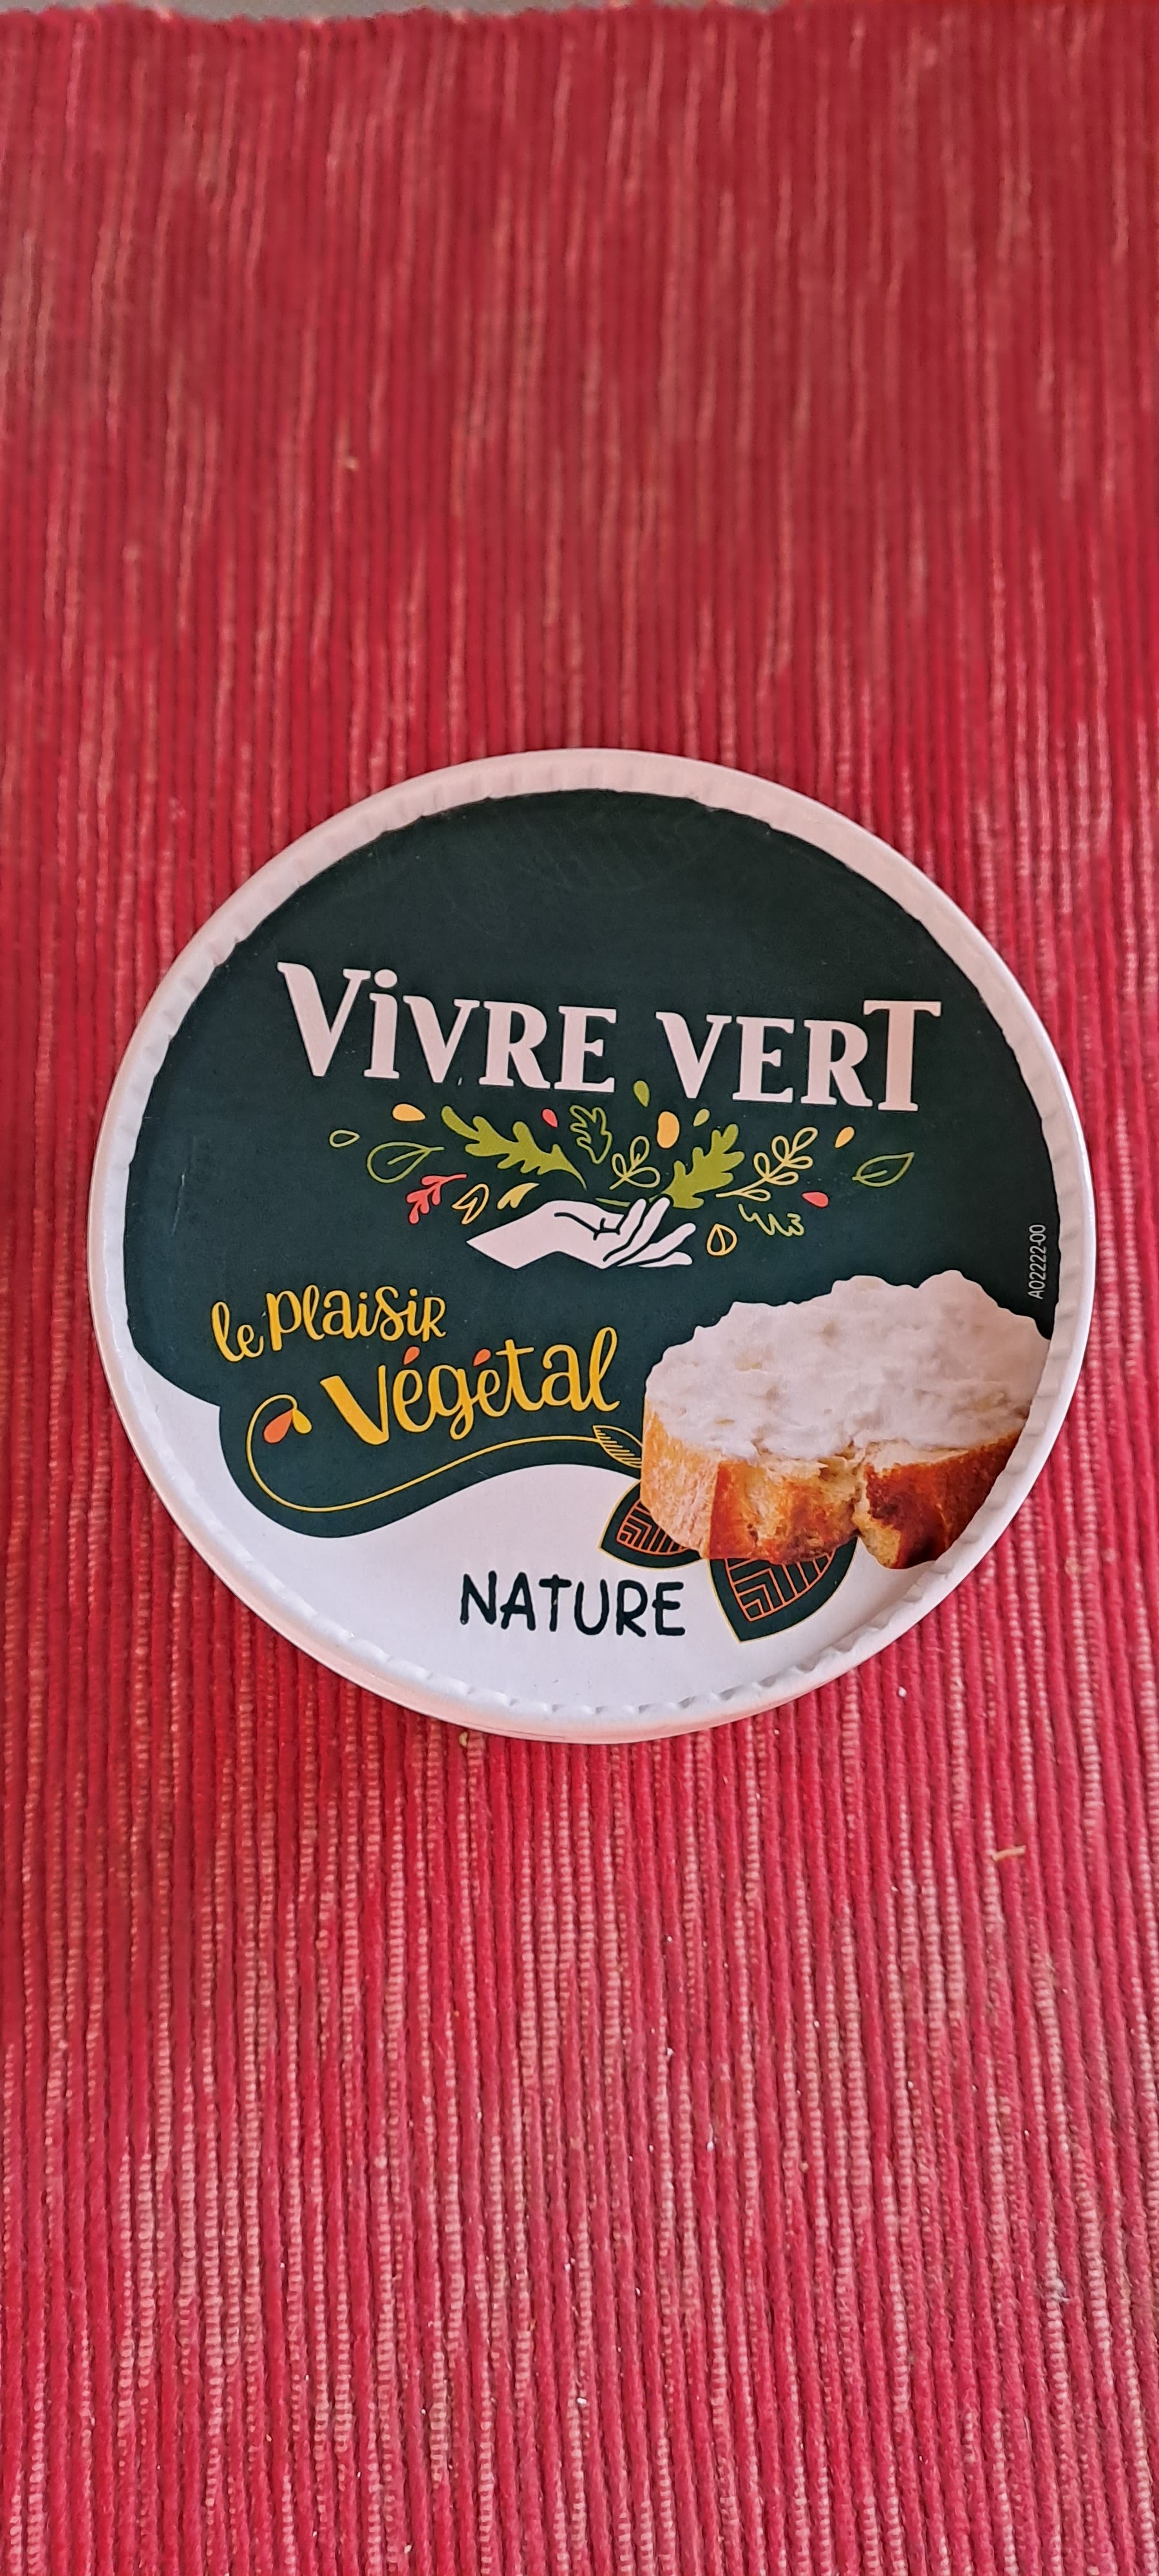 ViVRE VERT
A02222-00
le plaisir
végétal
NATURE